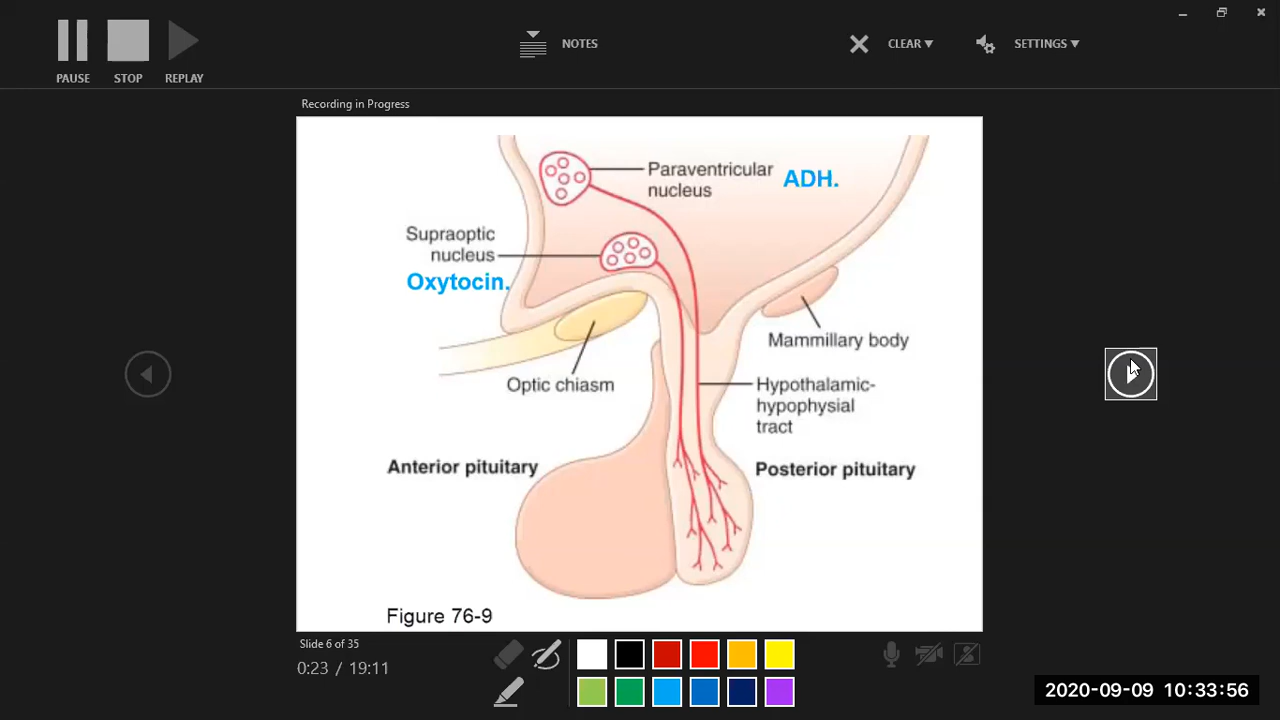 PAUSE
STOP
REPLAY
NOTES
CLEAR
SETTINGS
Recording in Progress
Paraventricular
nucleus
ADH.
Supraoptic
nucleus
Oxytocin.
Mammillary body
Optic chiasm
Hypothalamic-
hypophysial
tract
Anterior pituitary
Posterior pituitary
Figure 76-9
Slide 6 of 35
0:23 / 19:11
2020-09-09 10:33:56